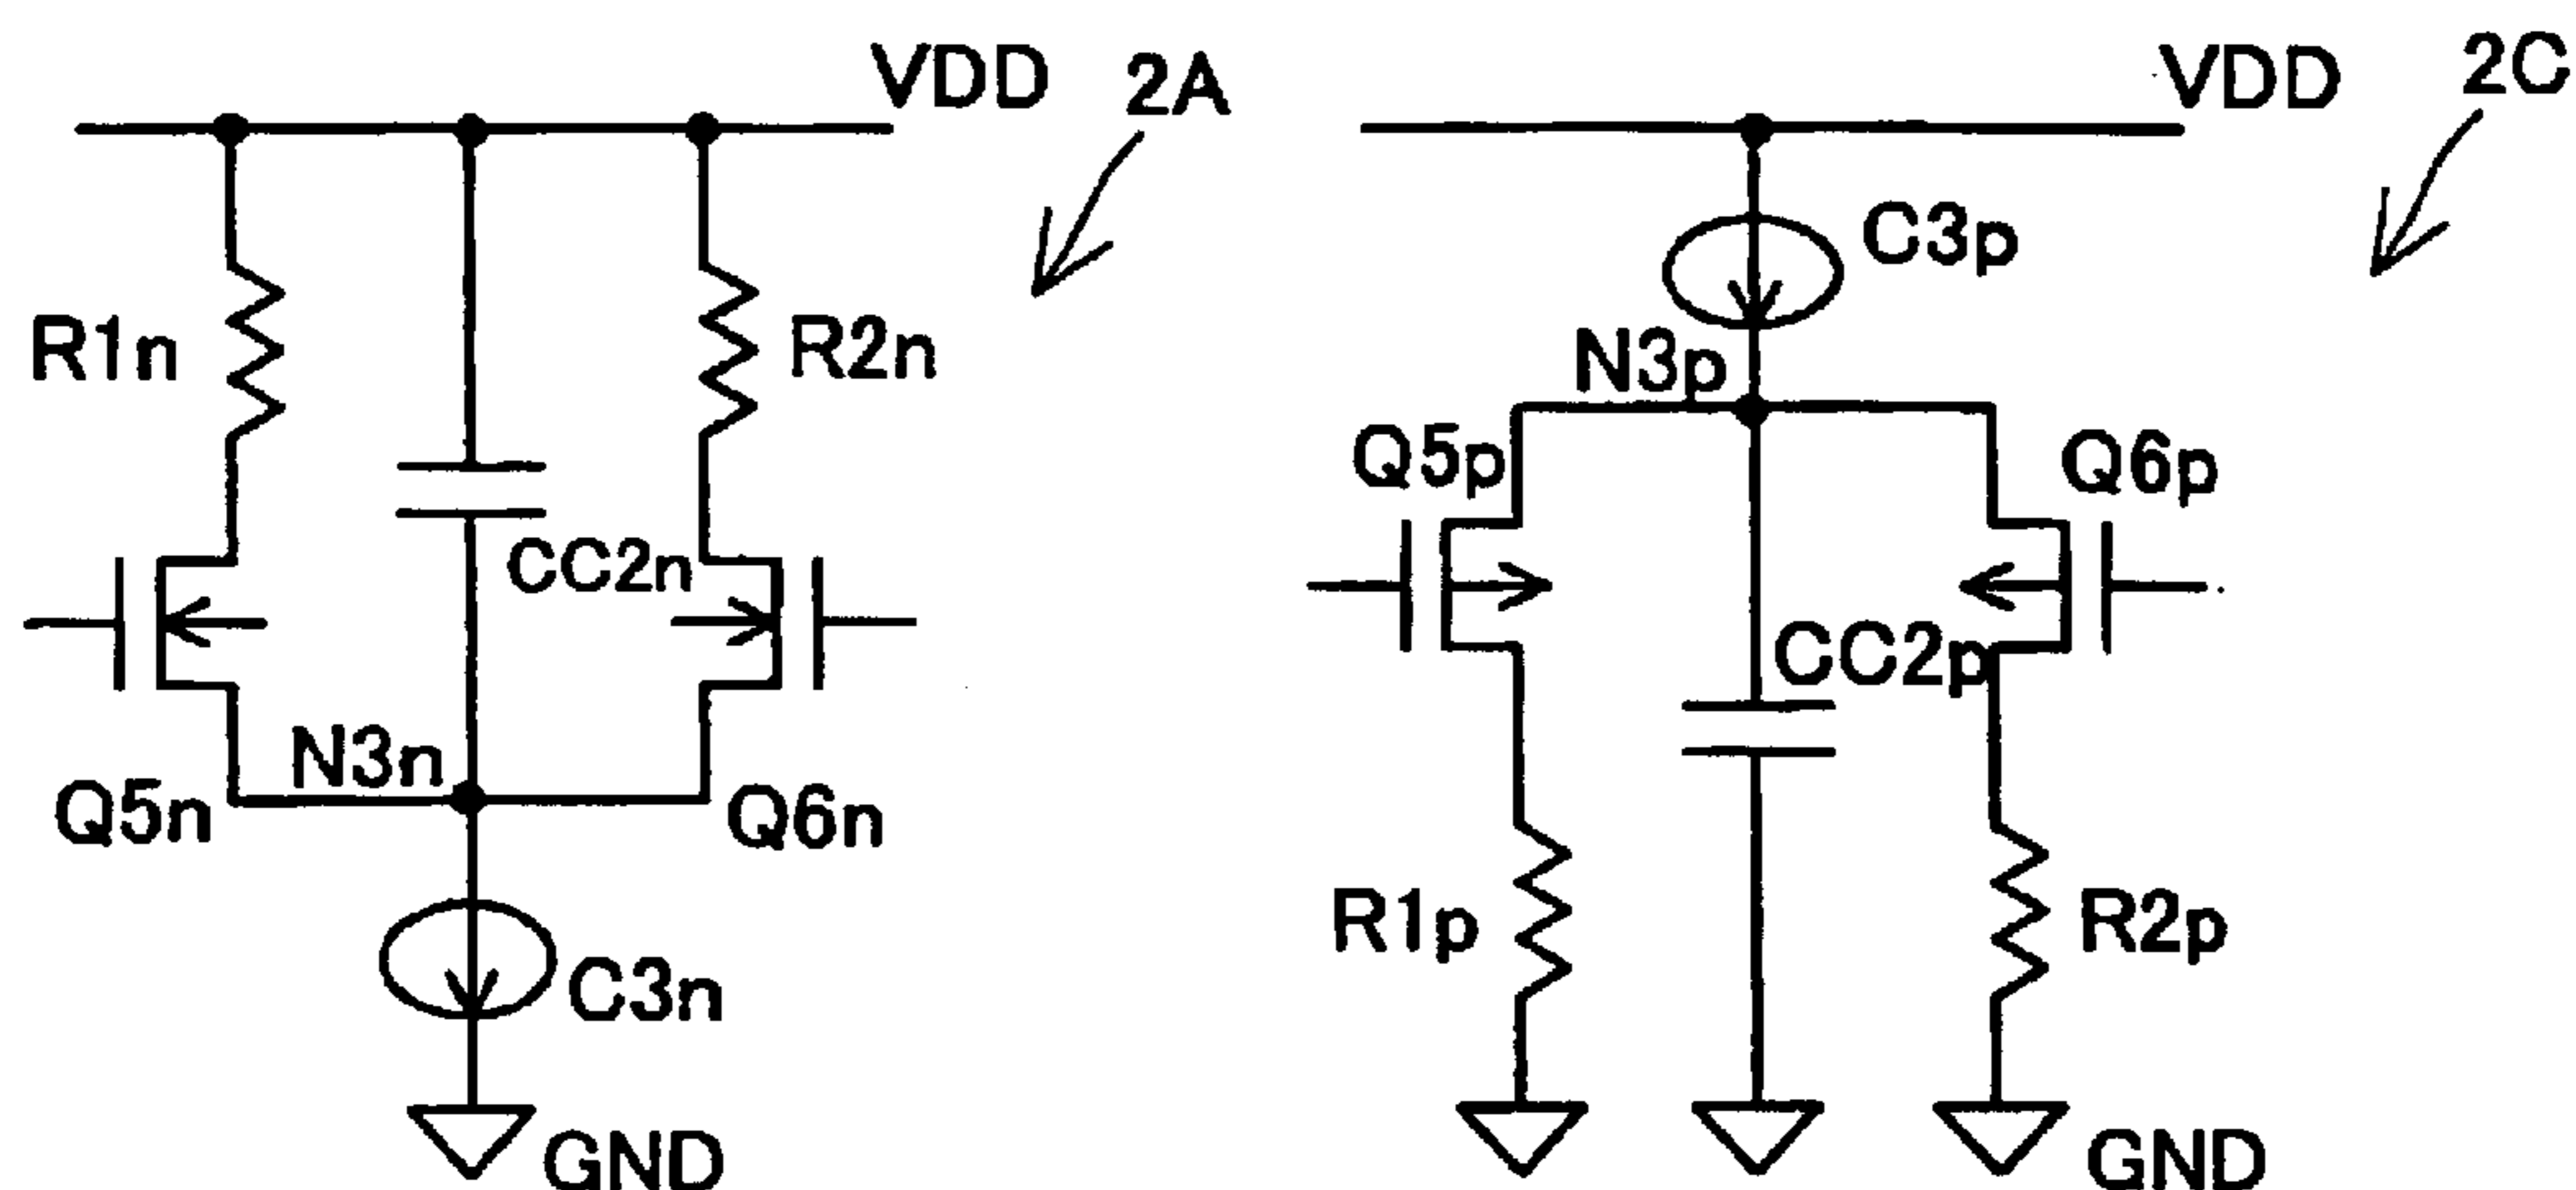 VDD
2A
R1n
R2n
CC2n
N3n
Q5n
Q6n
C3n
GND
VDD
2C
C3p
N3p
Q5p
Q6p
CC2p
R1p
R2p
GND